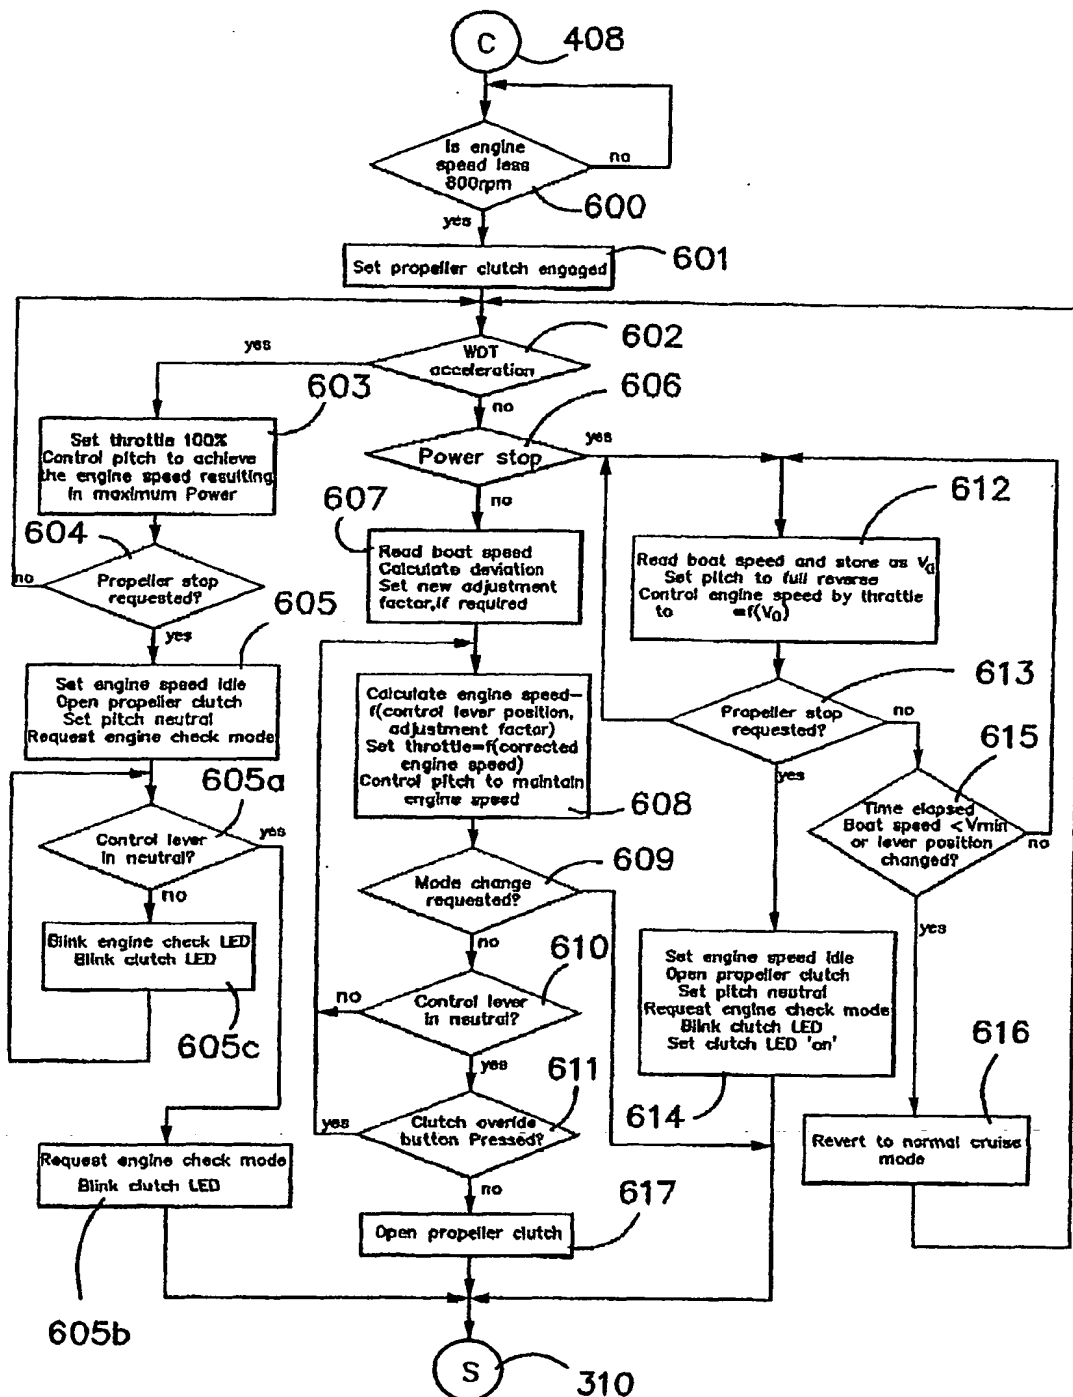 C
408
Is engine
speed less
800rpm
no
600
yes
Set propeller clutch engaged
601
WOT
acceleration
602
yes
no
603
Set throttle 100%
Control pitch to achieve
the engine speed resulting
in maximum Power
606
Power stop
yes
no
604
Propeller stop
requested?
no
yes
607
Read boat speed
Calculate deviation
Set new adjustment
factor,if required
612
Read boat speed and store as V0
Set pitch to full reverse
Control engine speed by throttle
to =f(V0)
605
Set engine speed idle
Open propeller clutch
Set pitch neutral
Request engine check mode
Calculate engine speed=
f(control lever position,
adjustment factor)
Set throttle=f(corrected
engine speed)
Control pitch to maintain
engine speed
608
613
Propeller stop
requested?
no
yes
615
Time elapsed
Boat speed <Vmin
or lever position
changed?
no
yes
605a
Control lever
in neutral?
yes
no
609
Mode change
requested?
no
Blink engine check LED
Blink clutch LED
605c
610
Control lever
in neutral?
no
yes
Set engine speed idle
Open propeller clutch
Set pitch neutral
Request engine check mode
Blink clutch LED
Set clutch LED 'on'
614
616
Revert to normal cruise
mode
611
Clutch override
button Pressed?
yes
no
Request engine check mode
Blink clutch LED
605b
617
Open propeller clutch
S
310